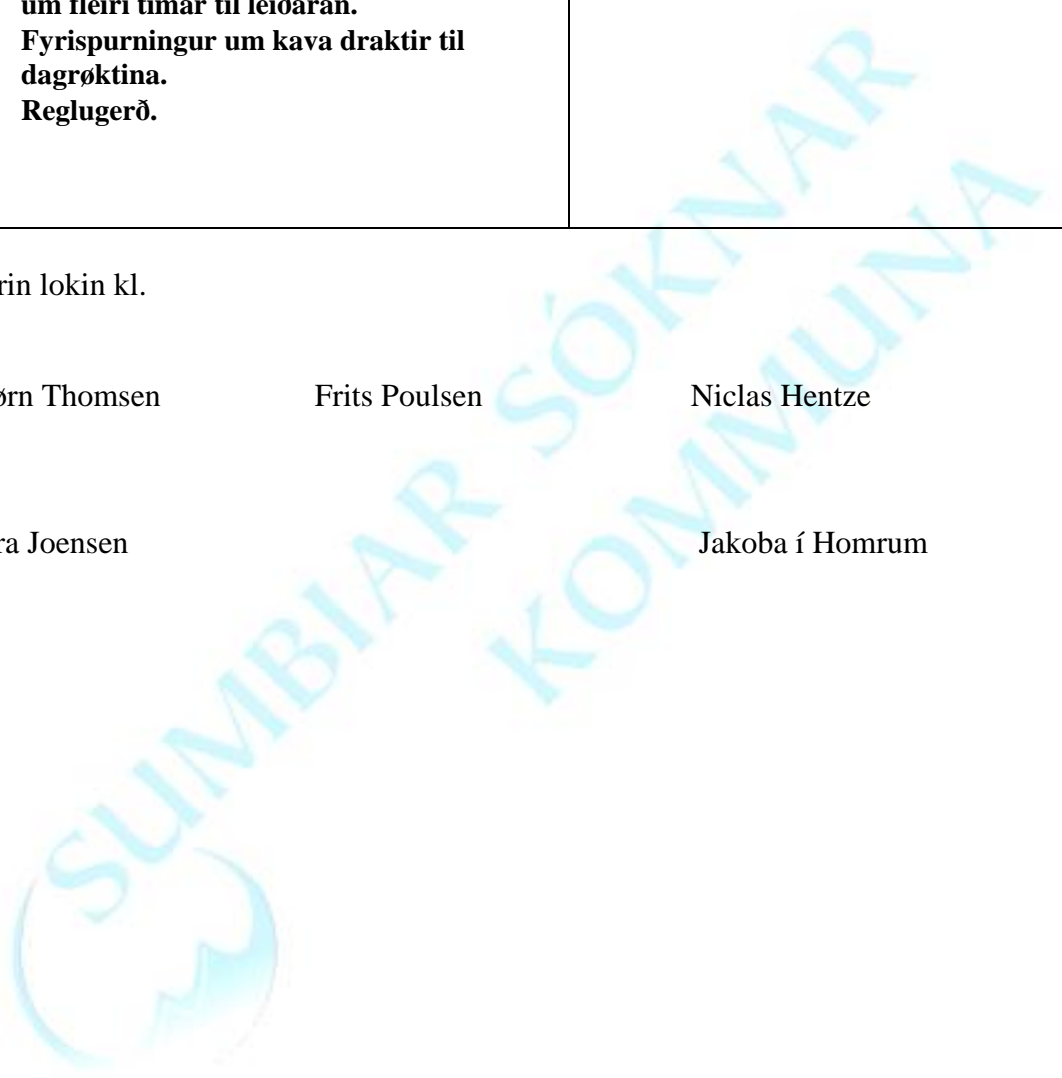 um fleiri tímar til leiðaran.
Fyrispurningur um kava draktir til
dagrøktina.
Reglugerð.
rin lokin kl.
ørn Thomsen Frits Poulsen Niclas Hentze
ra Joensen Jakoba í Homrum
SUMBIAR SÓKNAR
KOMMUNA